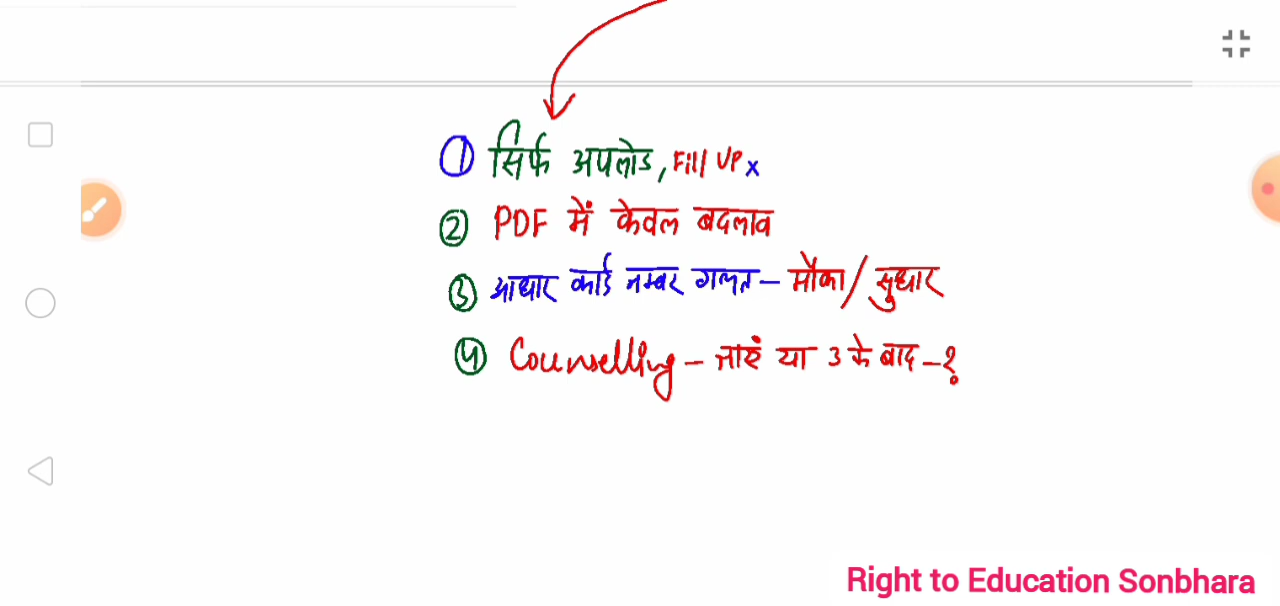 ① सिर्फ अपलोड, Fill UP x
② PDF में केवल बदलाव
③ आधार कार्ड नम्बर गलत – मौका / सुधार
④ Counselling – जाएं या 3 के बाद – ?
Right to Education Sonbhara